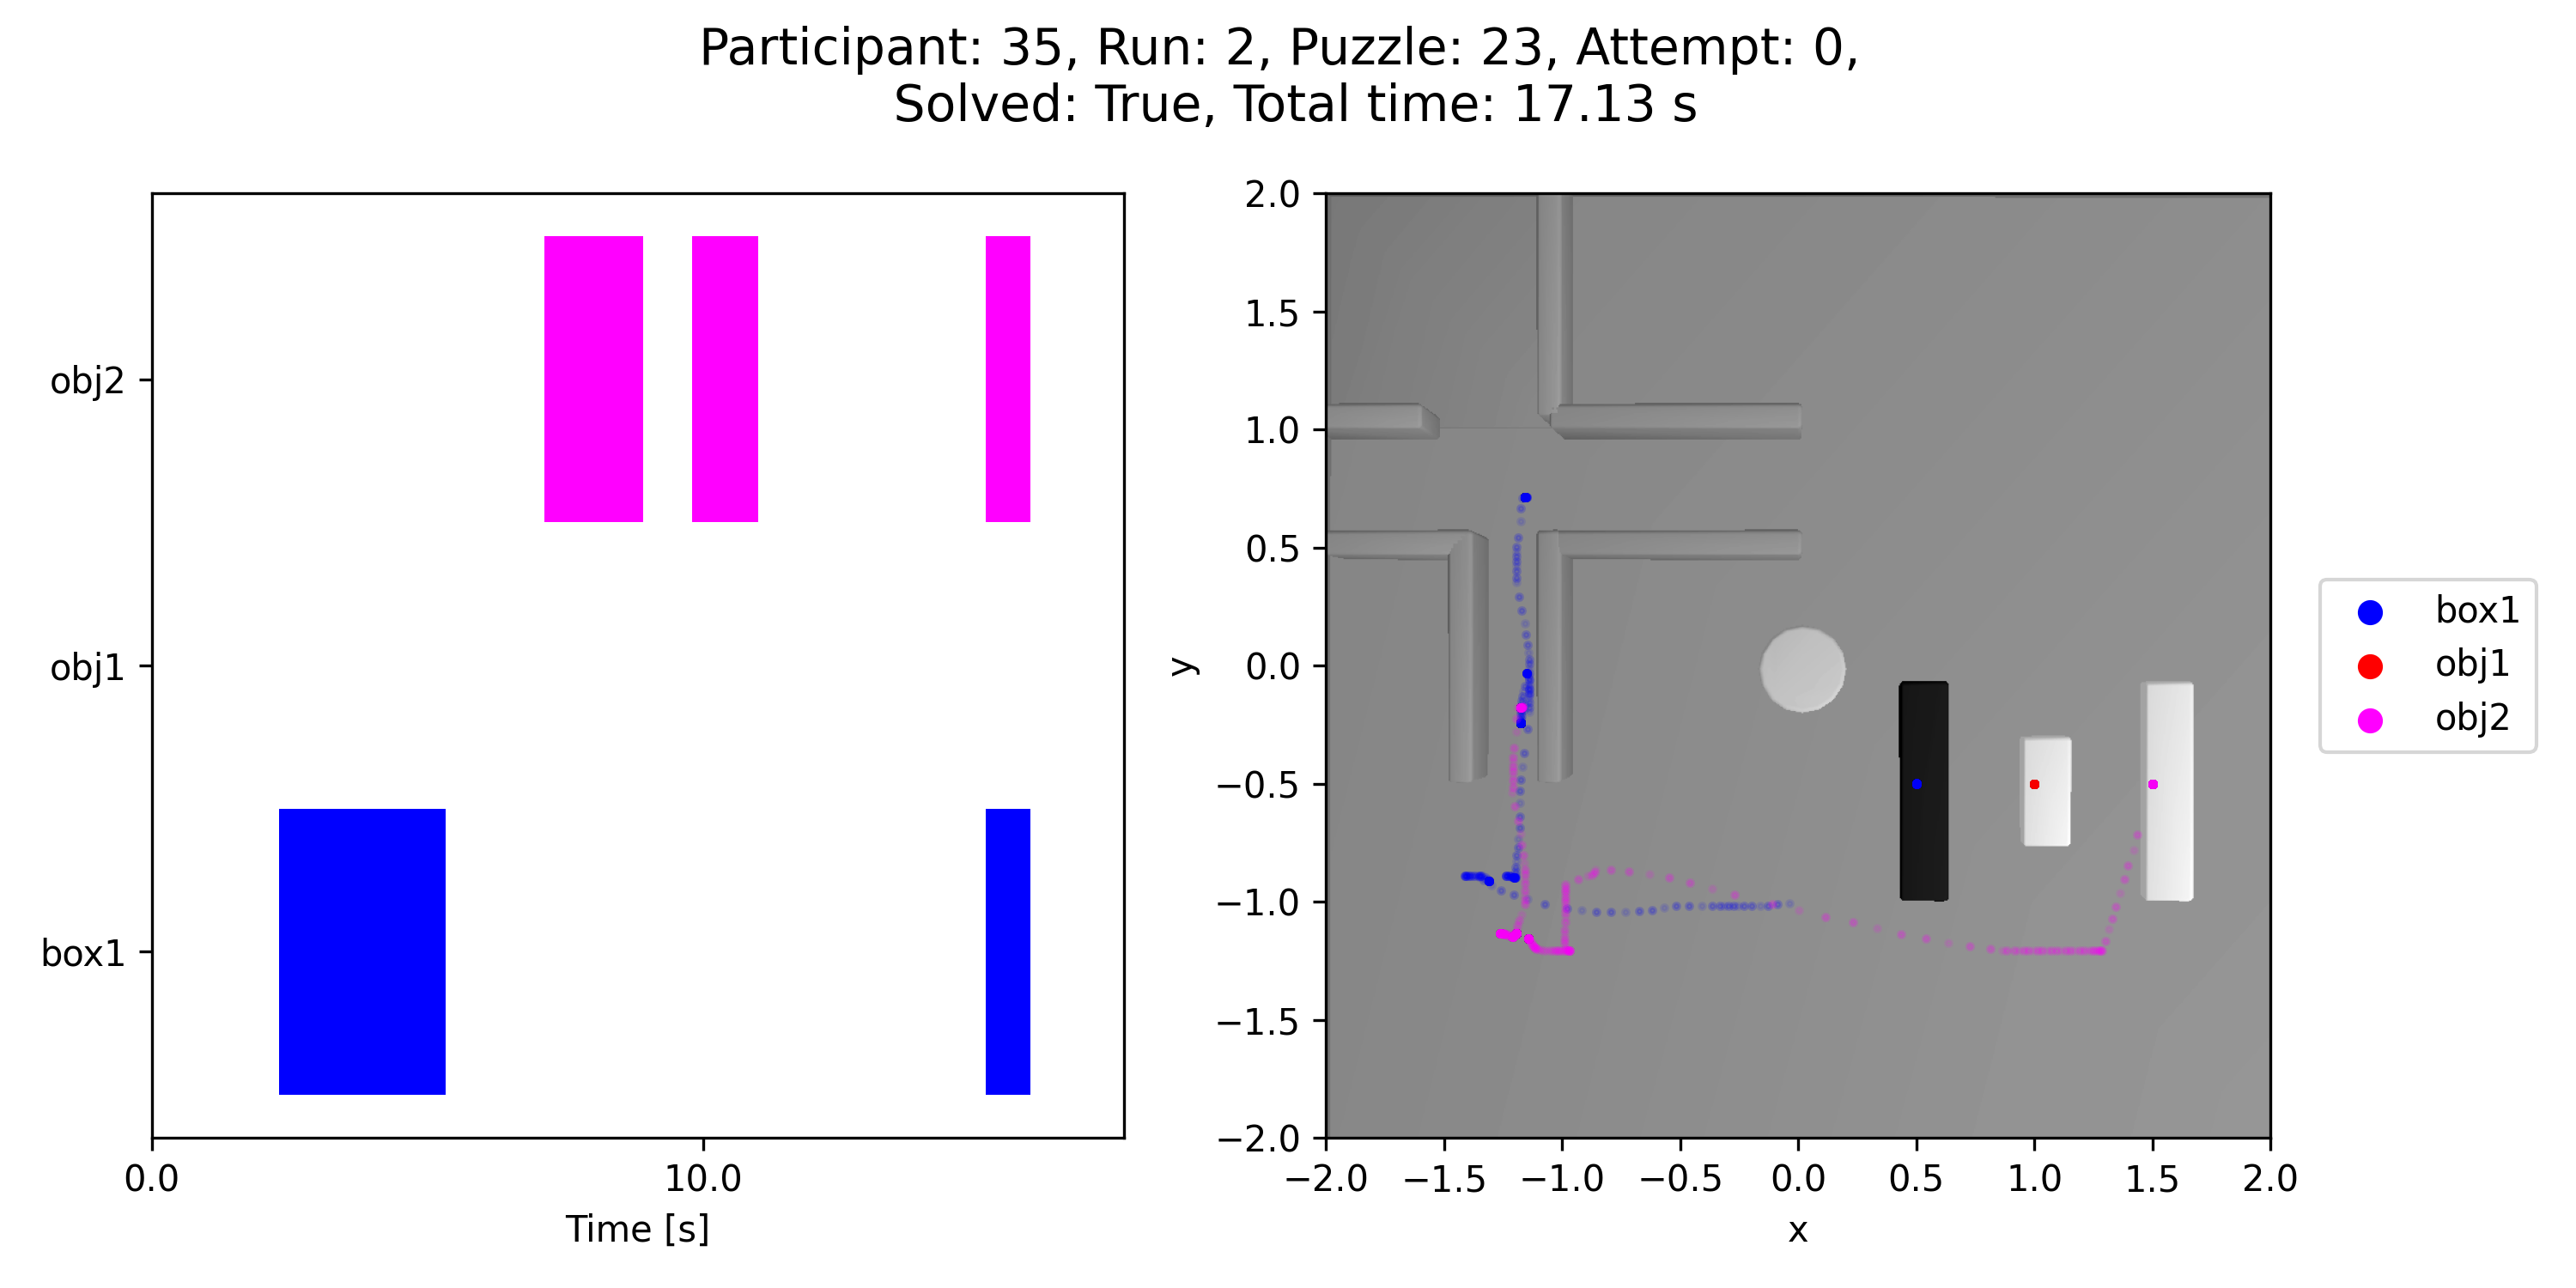 Participant: 35, Run: 2, Puzzle: 23, Attempt: 0,
Solved: True, Total time: 17.13 s
obj2
obj1
box1
0.0
10.0
Time [s]
2.0
1.5
1.0
0.5
0.0
−0.5
−1.0
−1.5
−2.0
y
−2.0
−1.5
−1.0
−0.5
0.0
0.5
1.0
1.5
2.0
x
box1
obj1
obj2